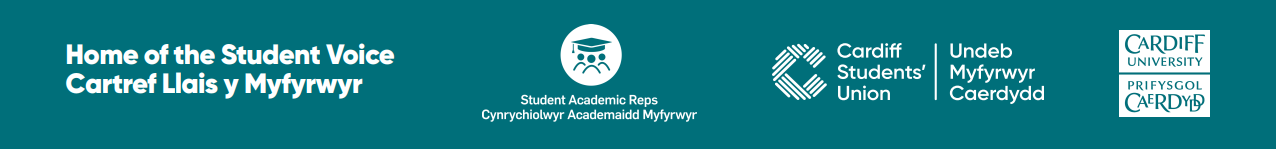 Home of the Student Voice
Cartref Llais y Myfyrwyr
Student Academic Reps
Cynrychiolwyr Academaidd Myfyrwyr
Cardiff
Students'
Union
Undeb
Myfyrwyr
Caerdydd
CARDIFF
UNIVERSITY
PRIFYSGOL
CAERDYDD